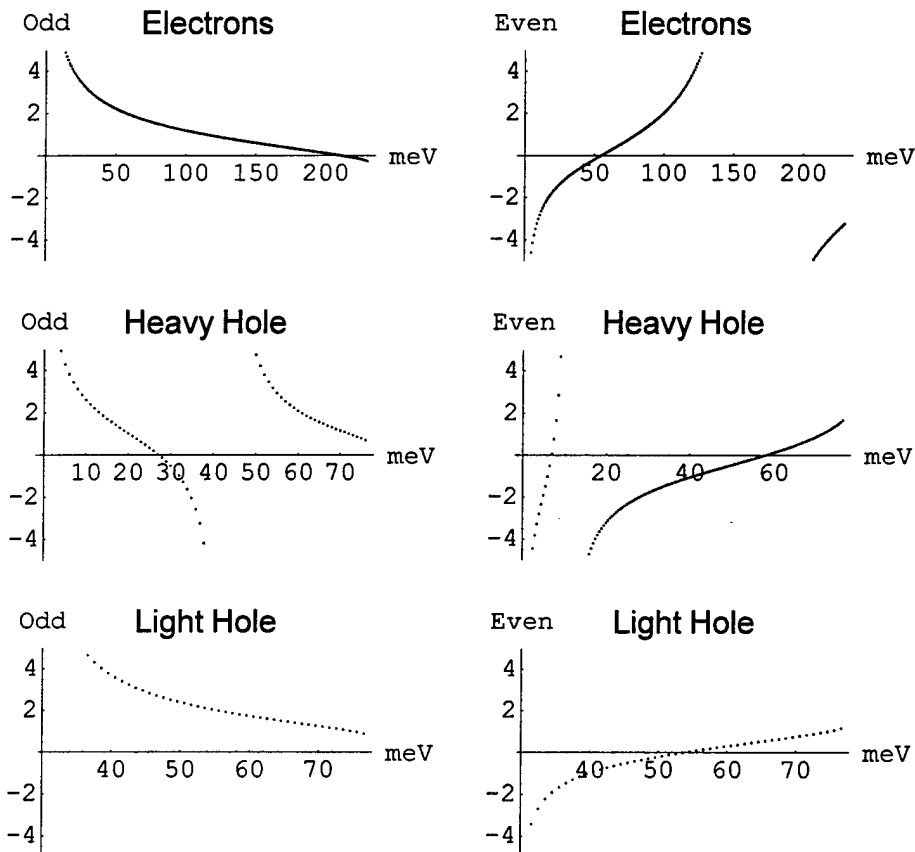 Odd Electrons
4
2
50 100 150 200 meV
-2
-4
Even Electrons
4
2
50 100 150 200 meV
-2
-4
Odd Heavy Hole
4
2
10 20 30 40 50 60 70 meV
-2
-4
Even Heavy Hole
4
2
20 40 60 meV
-2
-4
Odd Light Hole
4
2
40 50 60 70 meV
-2
-4
Even Light Hole
4
2
40 50 60 70 meV
-2
-4